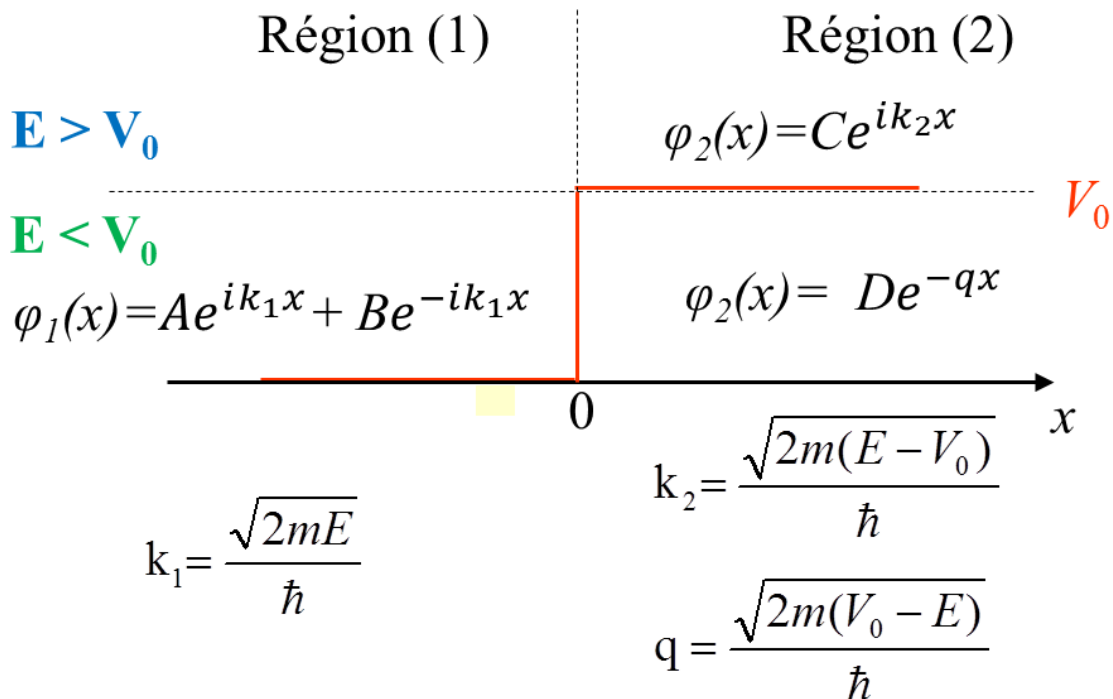 Région (1) Région (2)
E > V₀
φ₂(x)=Ce^{ik₂x}
V₀
E < V₀
φ₁(x)=Ae^{ik₁x} + Be^{-ik₁x}
φ₂(x)= De^{-qx}
0
x
k₂= √2m(E − V₀) / ħ
k₁= √2mE / ħ
q = √2m(V₀ − E) / ħ